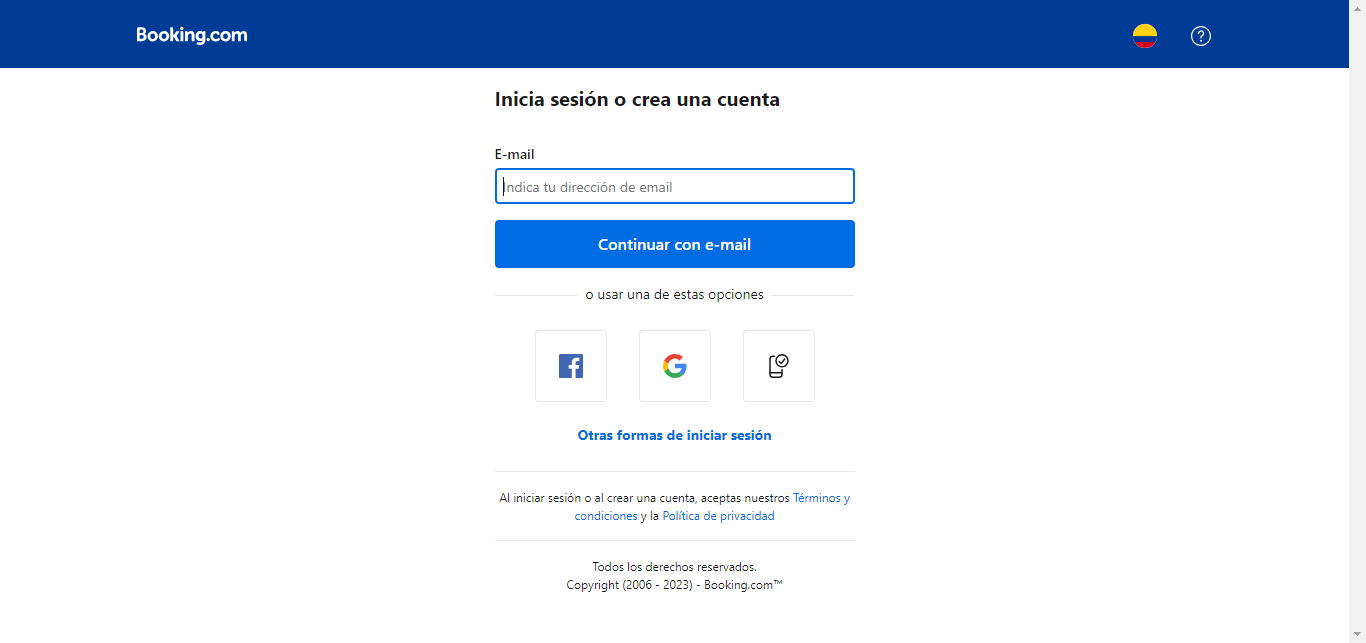 Booking.com
Inicia sesión o crea una cuenta
E-mail
Indica tu dirección de email
Continuar con e-mail
o usar una de estas opciones
Otras formas de iniciar sesión
Al iniciar sesión o al crear una cuenta, aceptas nuestros Términos y
condiciones y la Política de privacidad
Todos los derechos reservados.
Copyright (2006 - 2023) - Booking.com™